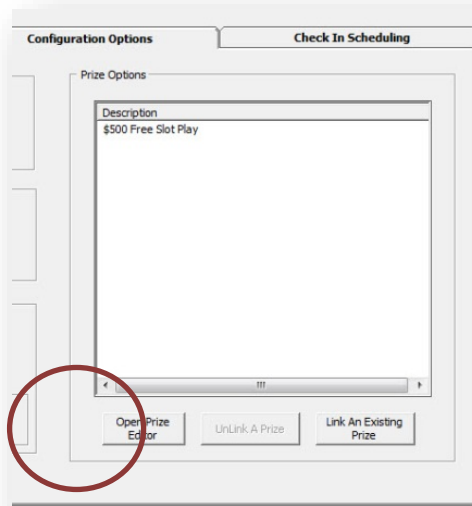 Configuration Options
Check In Scheduling
Prize Options
Description
$500 Free Slot Play
Open Prize
Editor
UnLink A Prize
Link An Existing
Prize